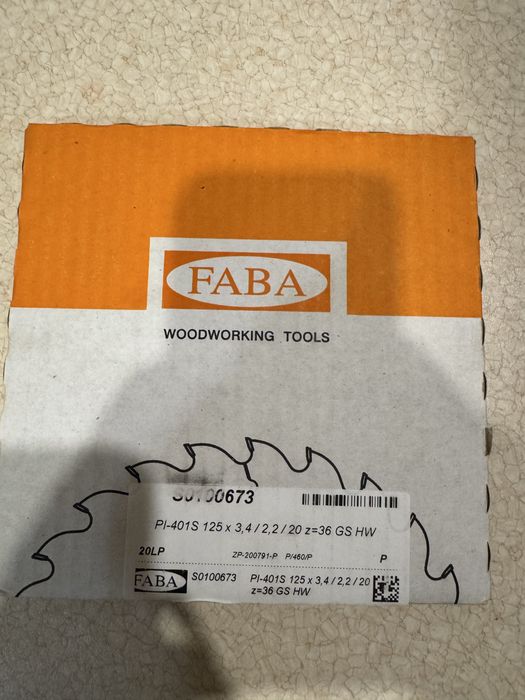 FABA
WOODWORKING TOOLS
S0100673
PI-401S 125 x 3,4 / 2,2 / 20 z=36 GS HW
20LP ZP-200791-P P/460/P P
FABA S0100673 PI-401S 125 x 3,4 / 2,2 / 20
z=36 GS HW